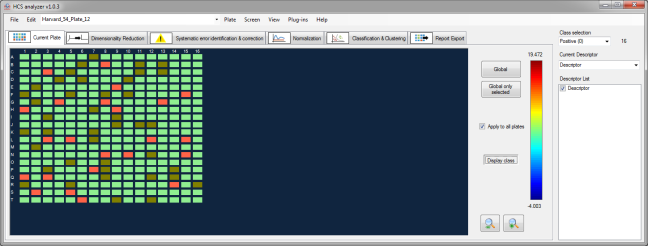 HCS analyzer v1.0.3
File Edit Harvard_54_Plate_12 Plate Screen View Plug-ins Help
Current Plate Dimensionality Reduction Systematic error identification & correction Normalization Classification & Clustering Report Export
Class selection
Positive (0) 16
Current Descriptor
Descriptor
Descriptor List
Descriptor
19.472
Global
Global only
selected
Apply to all plates
Display class
-4.003
1 2 3 4 5 6 7 8 9 10 11 12 13 14 15 16
A
B
C
D
E
F
G
H
I
J
K
L
M
N
O
P
Q
R
S
T